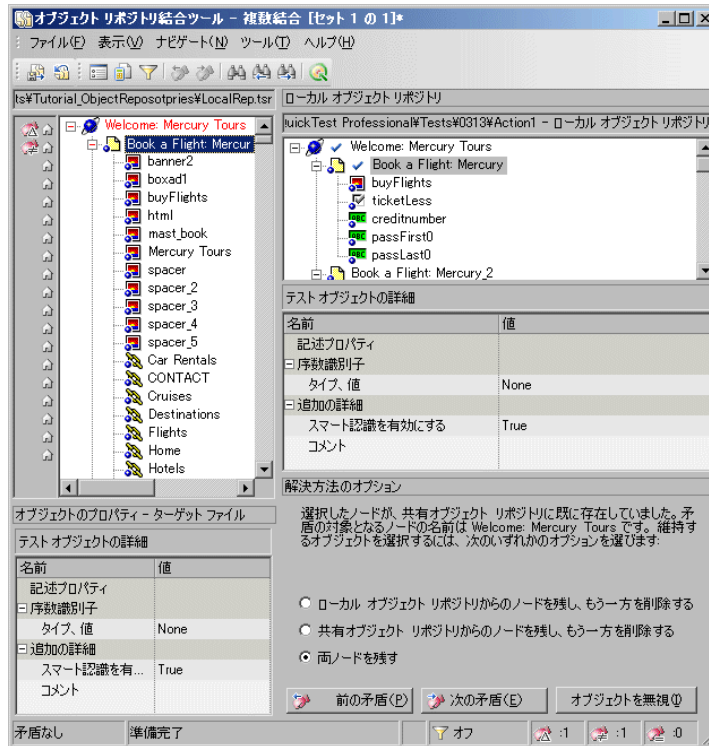 オブジェクト リポジトリ結合ツール - 複数結合 [セット 1 の 1]*
ファイル(F) 表示(V) ナビゲート(N) ツール(T) ヘルプ(H)
ts¥Tutorial_ObjectReposotpries¥LocalRep.tsr
Welcome: Mercury Tours
Book a Flight: Mercur
banner2
boxad1
buyFlights
html
mast_book
Mercury Tours
spacer
spacer_2
spacer_3
spacer_4
spacer_5
Car Rentals
CONTACT
Cruises
Destinations
Flights
Home
Hotels
ローカル オブジェクト リポジトリ
luickTest Professional¥Tests¥0313¥Action1 - ローカル オブジェクト リポジトリ
Welcome: Mercury Tours
Book a Flight: Mercury
buyFlights
ticketLess
creditnumber
passFirst0
passLast0
Book a Flight: Mercury_2
テスト オブジェクトの詳細
名前 値
記述プロパティ
序数識別子
タイプ、値 None
追加の詳細
スマート認識を有効にする True
コメント
オブジェクトのプロパティ - ターゲット ファイル
テスト オブジェクトの詳細
名前 値
記述プロパティ
序数識別子
タイプ、値 None
追加の詳細
スマート認識を有... True
コメント
解決方法のオプション
選択したノードが、共有オブジェクト リポジトリに既に存在していました。矛
盾の対象となるノードの名前は Welcome: Mercury Tours です。維持す
るオブジェクトを選択するには、次のいずれかのオプションを選びます:
ローカル オブジェクト リポジトリからのノードを残し、もう一方を削除する
共有オブジェクト リポジトリからのノードを残し、もう一方を削除する
両ノードを残す
前の矛盾(P) 次の矛盾(E) オブジェクトを無視(I)
矛盾なし 準備完了 オフ :1 :1 :0